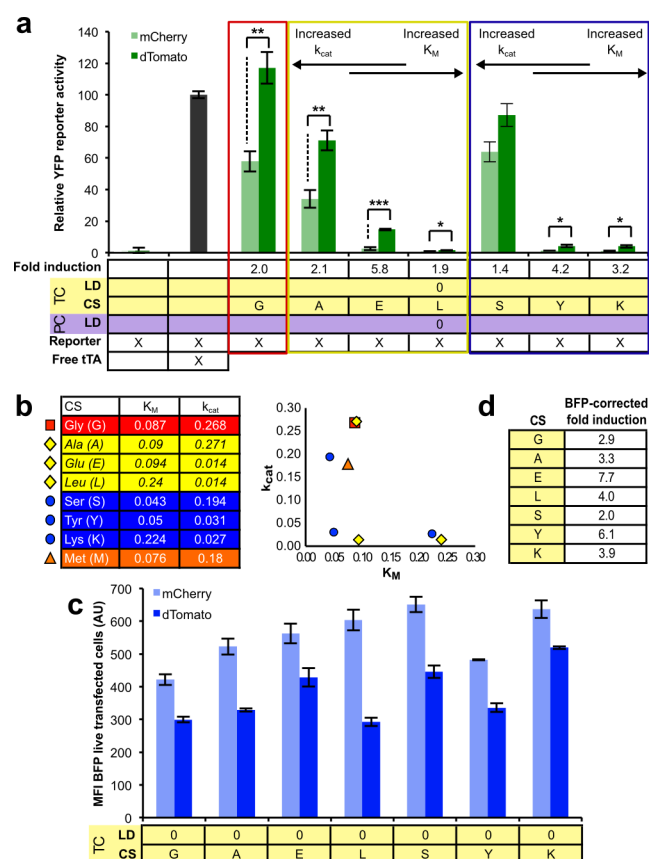 a
mCherry
dTomato
Relative YFP reporter activity
140
120
100
80
60
40
20
0
** ** *** * * *
Increased Increased Increased Increased
k_cat K_M k_cat K_M
Fold induction 2.0 2.1 5.8 1.9 1.4 4.2 3.2
TC LD 0
CS G A E L S Y K
PC LD 0
Reporter X X X X X X X X X
Free tTA X
b
CS K_M k_cat
Gly (G) 0.087 0.268
Ala (A) 0.09 0.271
Glu (E) 0.094 0.014
Leu (L) 0.24 0.014
Ser (S) 0.043 0.194
Tyr (Y) 0.05 0.031
Lys (K) 0.224 0.027
Met (M) 0.076 0.18
k_cat
0.30
0.25
0.20
0.15
0.10
0.05
0.00
0.00 0.05 0.10 0.15 0.20 0.25 0.30
K_M
d
BFP-corrected
CS fold induction
G 2.9
A 3.3
E 7.7
L 4.0
S 2.0
Y 6.1
K 3.9
c
mCherry
dTomato
MFI BFP live transfected cells (AU)
700
600
500
400
300
200
100
0
TC LD 0 0 0 0 0 0 0
CS G A E L S Y K